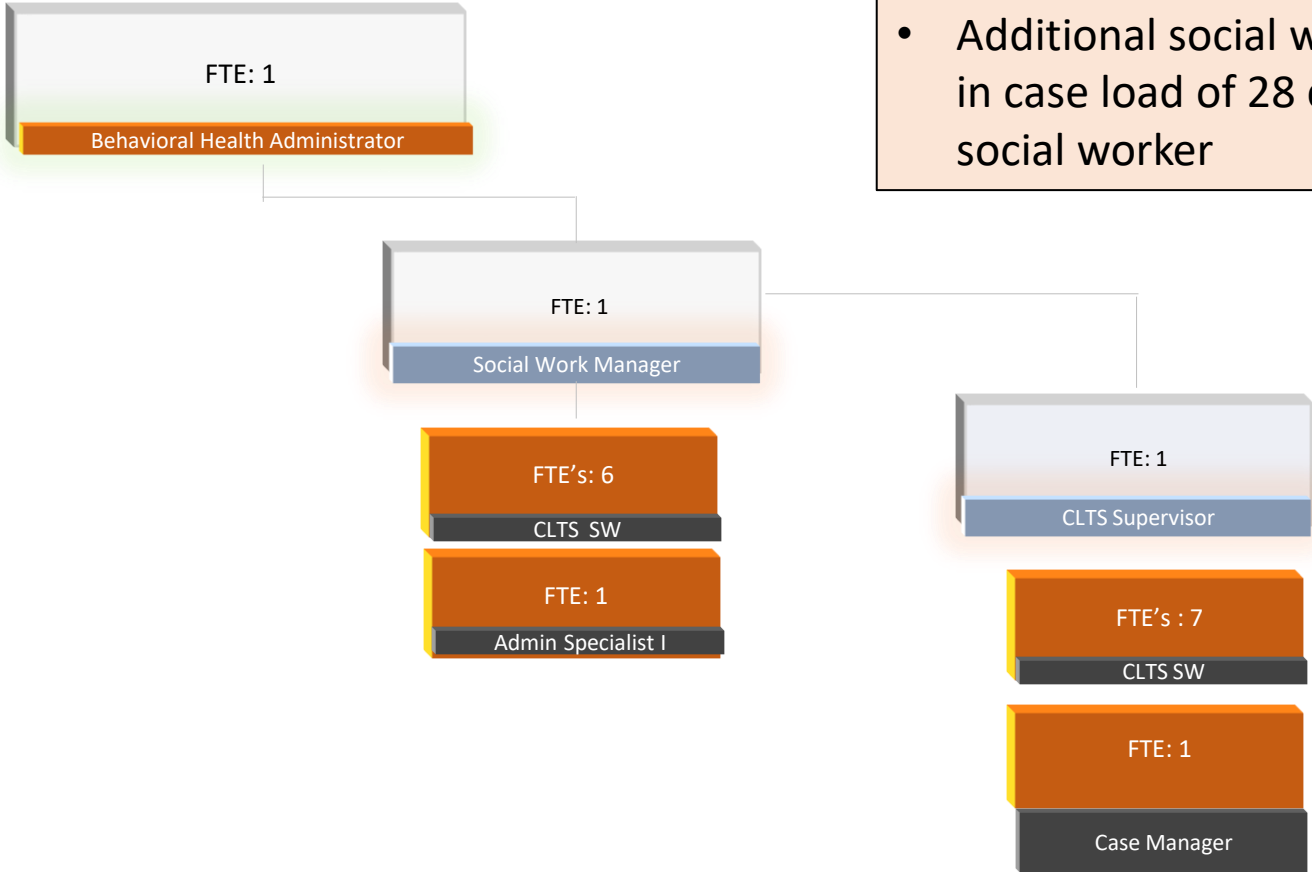 • Additional social
in case load of 28
social worker
FTE: 1
Behavioral Health Administrator
FTE: 1
Social Work Manager
FTE's: 6
CLTS SW
FTE: 1
Admin Specialist I
FTE: 1
CLTS Supervisor
FTE's : 7
CLTS SW
FTE: 1
Case Manager